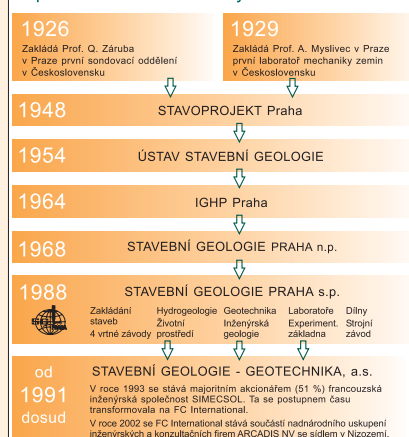 1926
Zakládá Prof. Q. Záruba
v Praze první sondovací oddělení
v Československu
1929
Zakládá Prof. A. Myslivec v Praze
první laboratoř mechaniky zemin
v Československu
1948
STAVOPROJEKT Praha
1954
ÚSTAV STAVEBNÍ GEOLOGIE
1964
IGHP Praha
1968
STAVEBNÍ GEOLOGIE PRAHA n.p.
1988
STAVEBNÍ GEOLOGIE PRAHA s.p.
Zakládání
staveb
4 vrtné závody
Hydrogeologie
Životní
prostředí
Geotechnika
Inženýrská
geologie
Laboratoře
Experiment.
základna
Dílny
Strojní
závod
od
1991
dosud
STAVEBNÍ GEOLOGIE - GEOTECHNIKA, a.s.
V roce 1993 se stává majoritním akcionářem (51 %) francouzská
inženýrská společnost SIMECSOL. Ta se postupem času
transformovala na FC International.
V roce 2002 se FC International stává součástí nadnárodního uskupení
inženýrských a konzultačních firem ARCADIS NV se sídlem v Nizozemí.